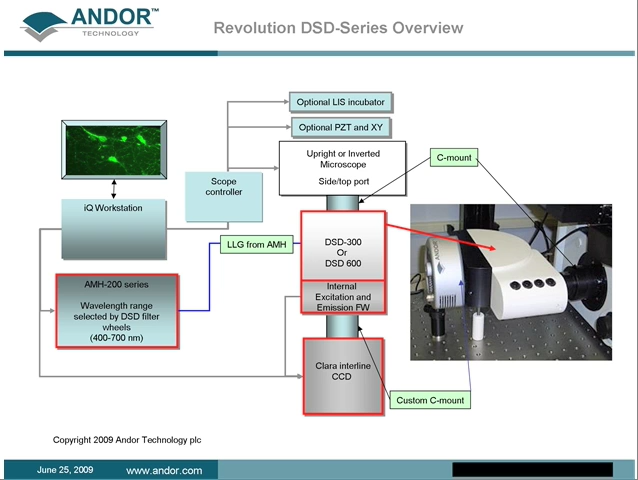 ANDOR™
TECHNOLOGY
Revolution DSD-Series Overview
Optional LIS incubator
Optional PZT and XY
Upright or Inverted
Microscope
Side/top port
C-mount
Scope
controller
iQ Workstation
LLG from AMH
DSD-300
Or
DSD 600
ANDOR
AMH-200 series
Wavelength range
selected by DSD filter
wheels
(400-700 nm)
Internal
Excitation and
Emission FW
Clara interline
CCD
Custom C-mount
Copyright 2009 Andor Technology plc
June 25, 2009
www.andor.com